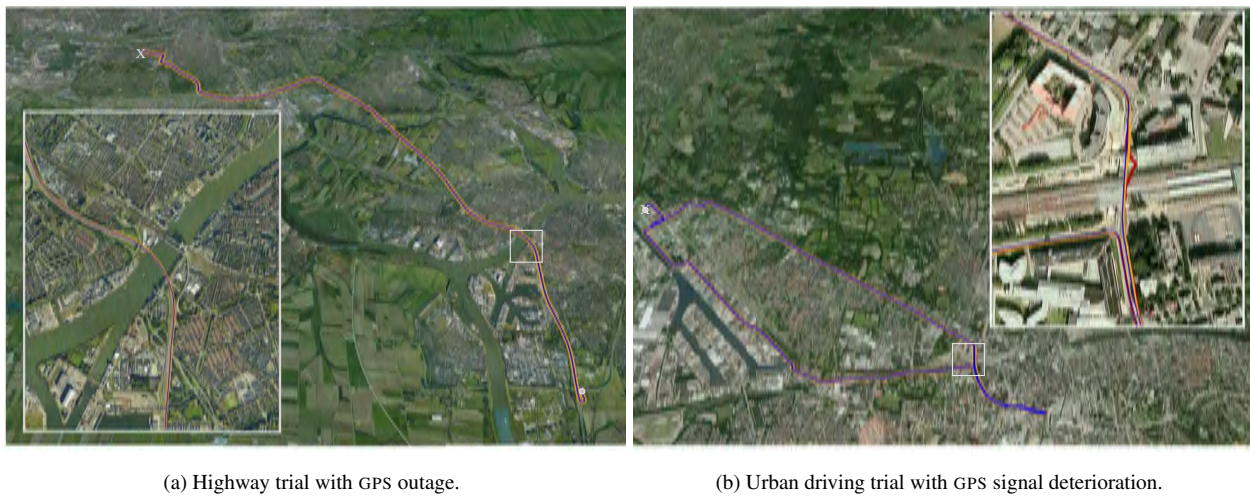 X
(a) Highway trial with GPS outage.
(b) Urban driving trial with GPS signal deterioration.